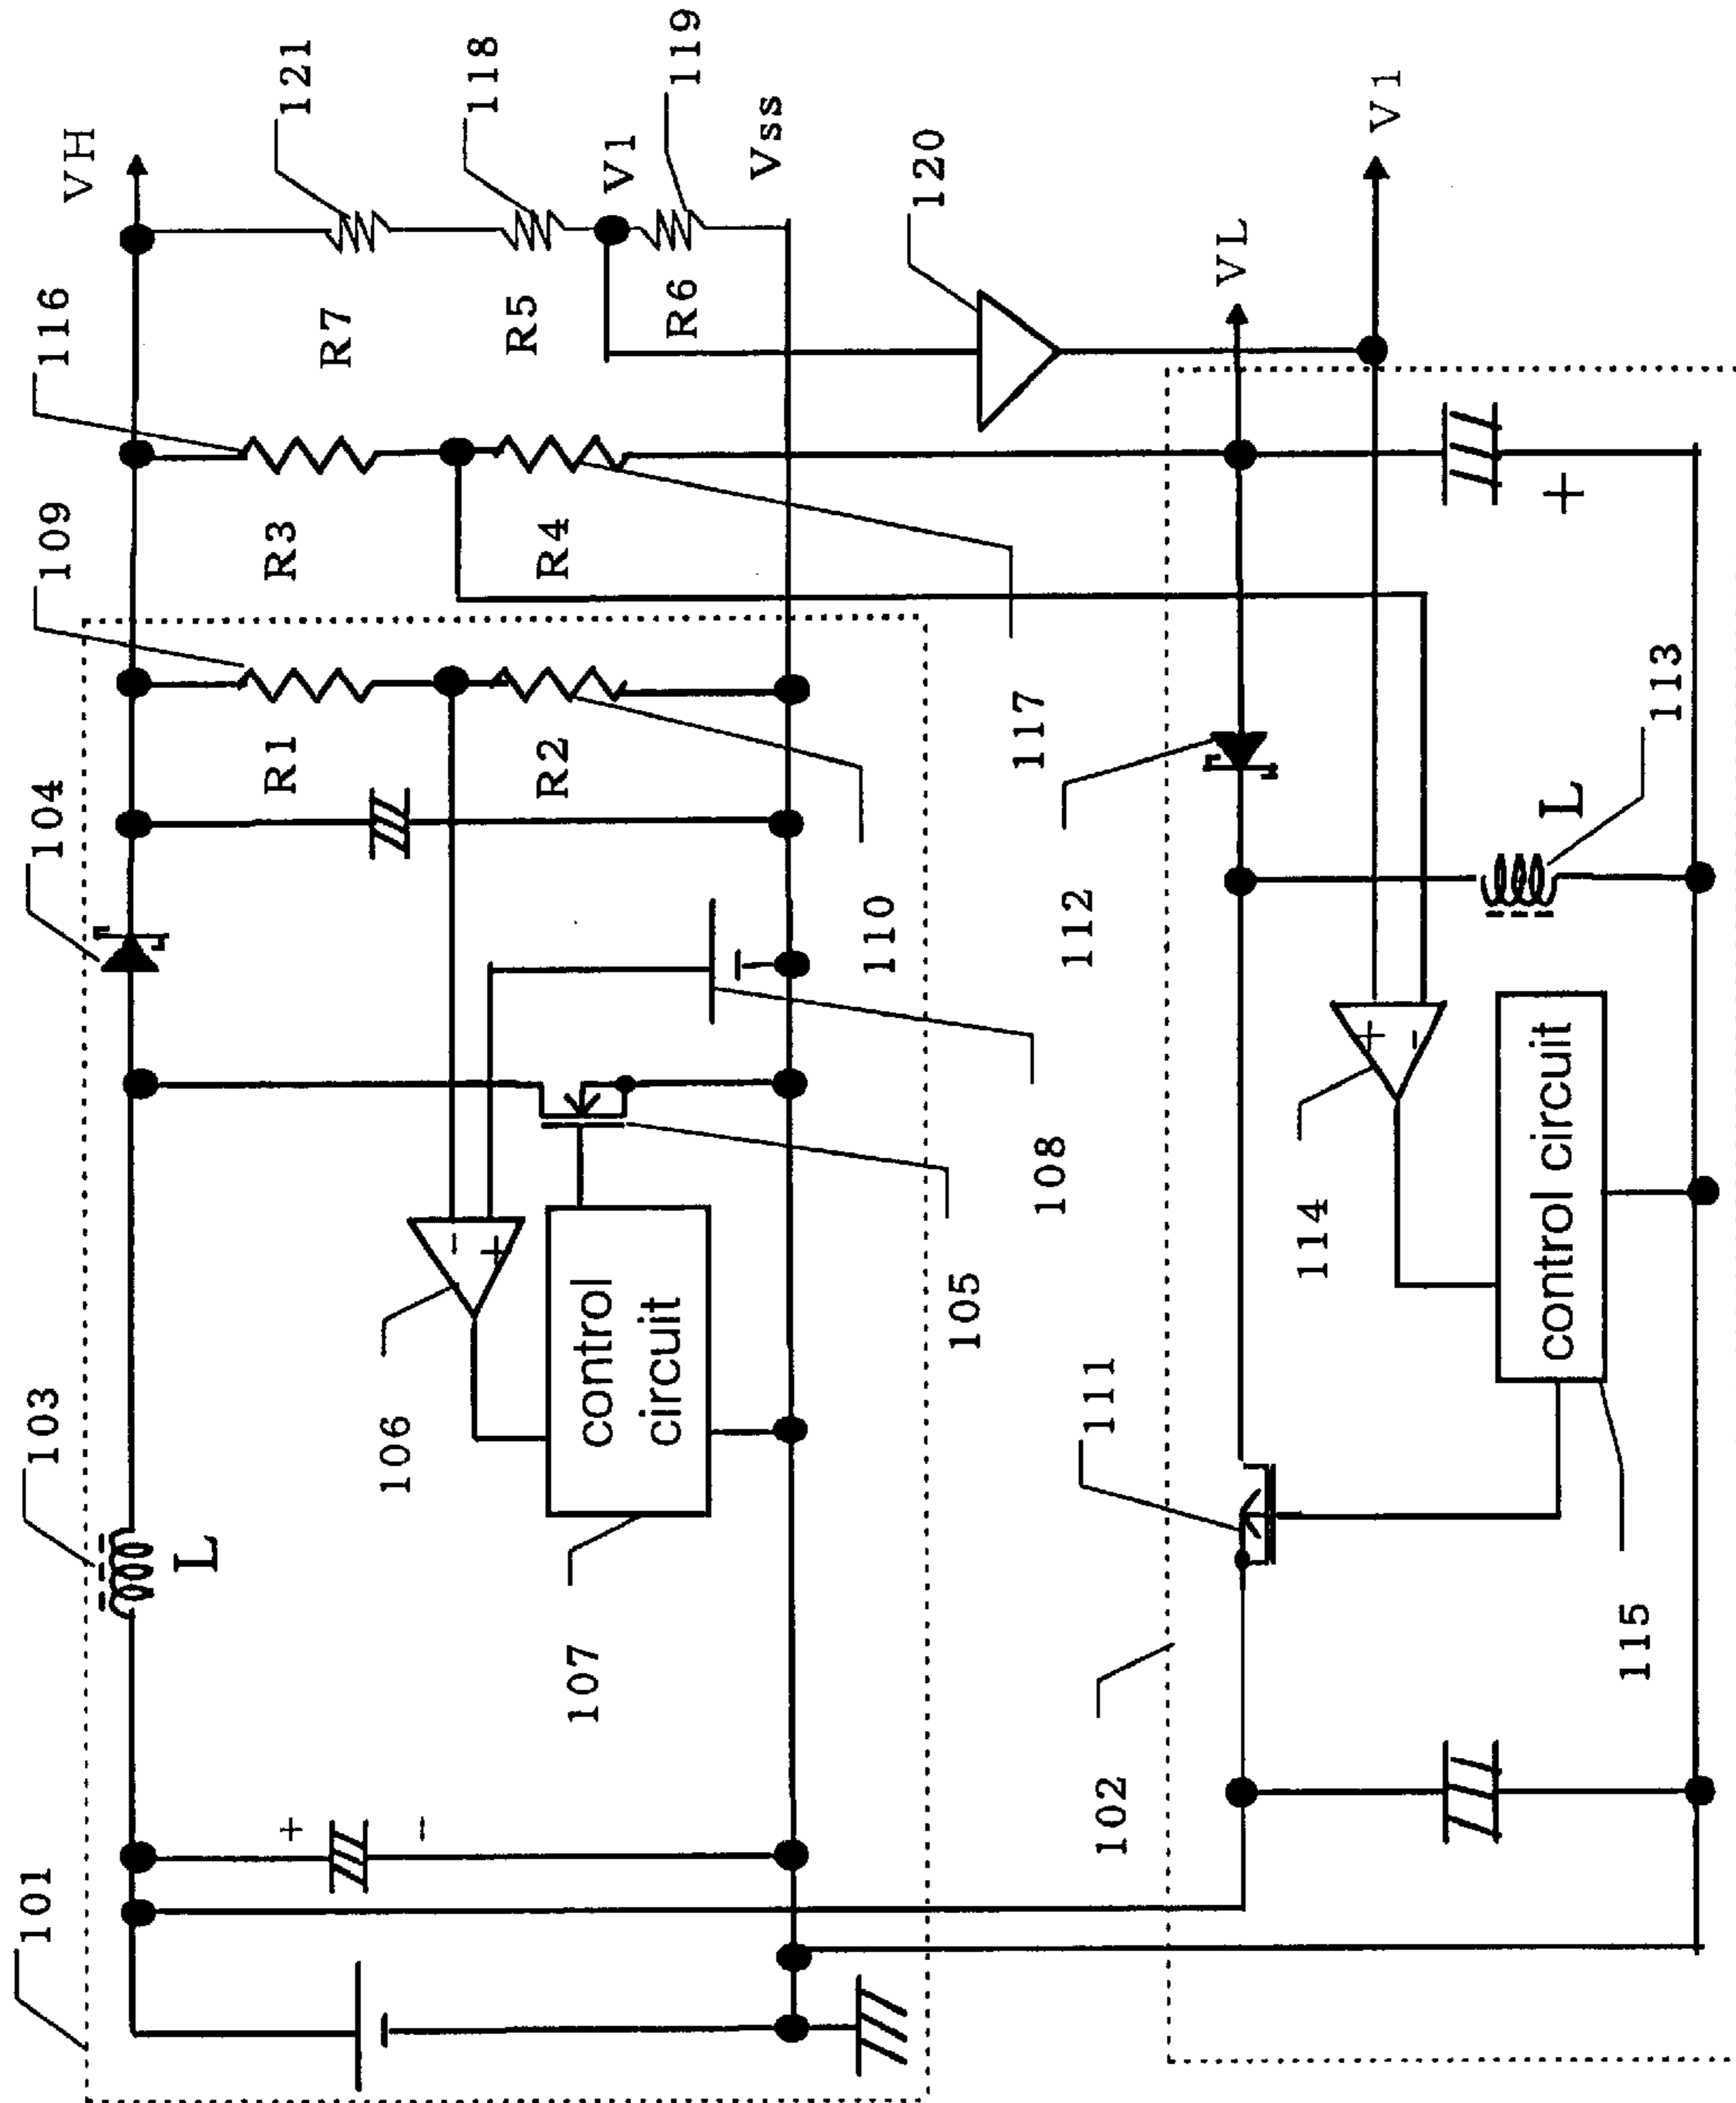 101
103
104
109
116
VH
121
118
V1
119
Vss
L
R1
R2
R3
R4
R7
R5
R6
+
-
-
+
106
control
circuit
107
105
108
110
117
120
102
111
112
VL
V1
+
-
114
L
113
control circuit
115
+